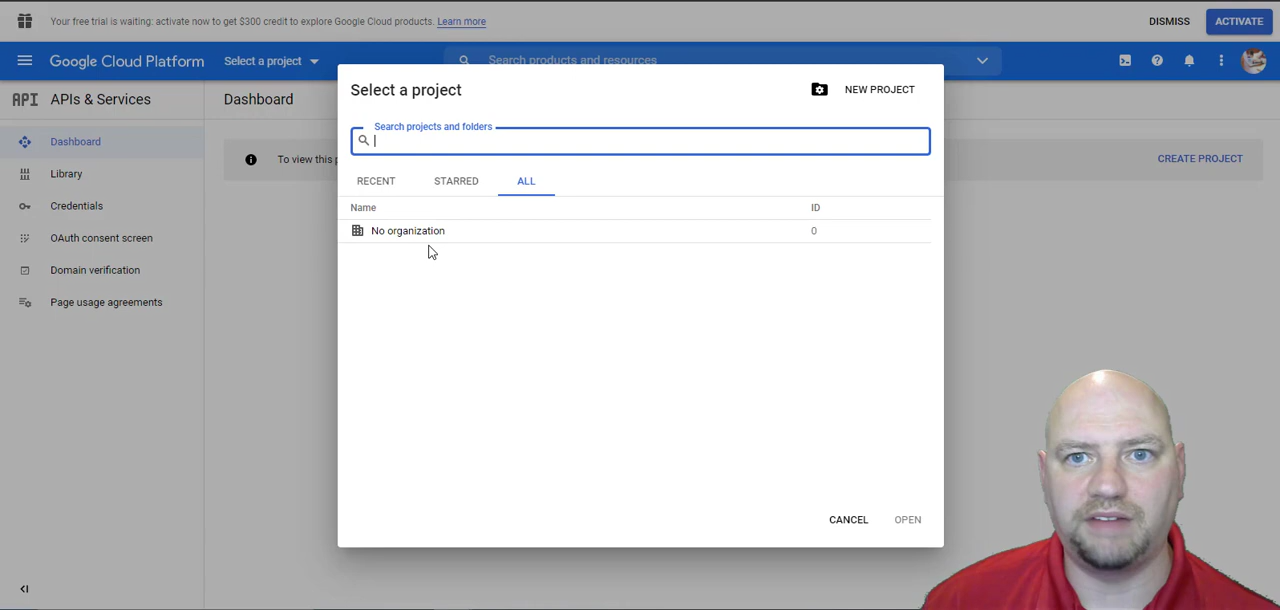 Your free trial is waiting: activate now to get $300 credit to explore Google Cloud products. Learn more
DISMISS
ACTIVATE
Google Cloud Platform
Select a project
Search products and resources
API APIs & Services
Dashboard
Library
Credentials
OAuth consent screen
Domain verification
Page usage agreements
Dashboard
To view this p
CREATE PROJECT
Select a project
NEW PROJECT
Search projects and folders
RECENT STARRED ALL
Name ID
No organization 0
CANCEL OPEN